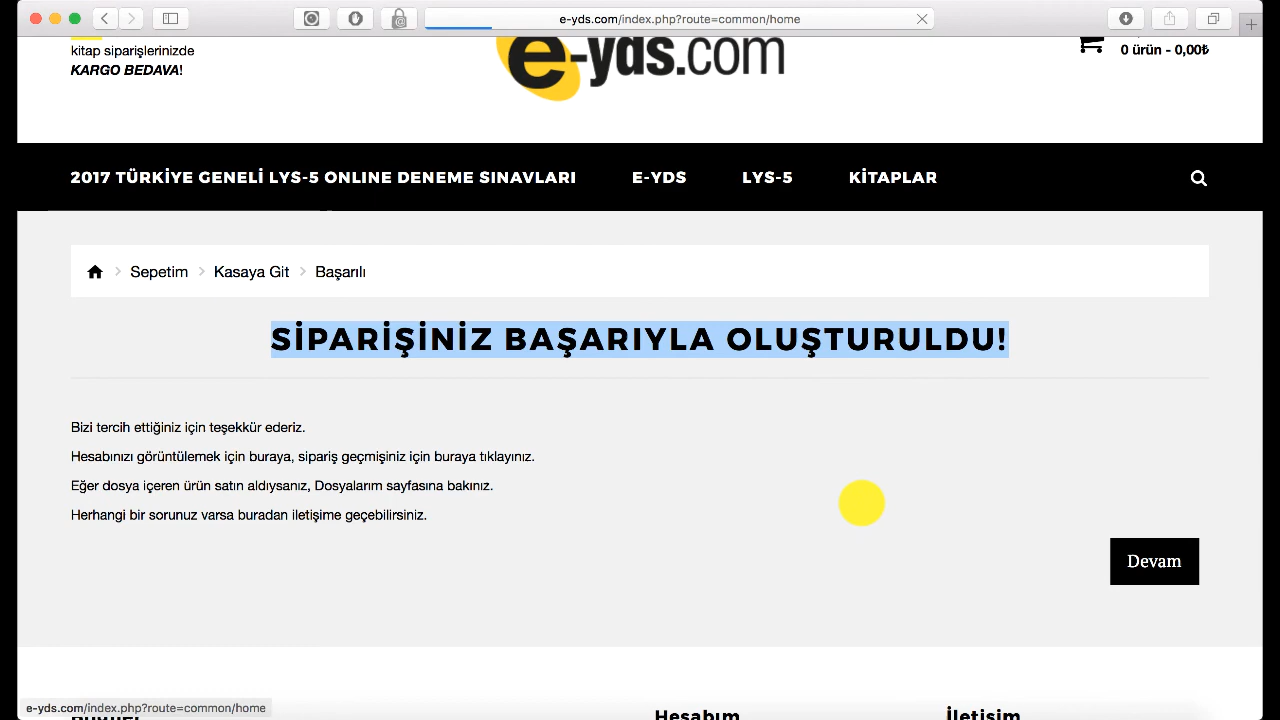 e-yds.com/index.php?route=common/home
kitap siparişlerinizde
KARGO BEDAVA!
e-yds.com
0 ürün - 0,00₺
2017 TÜRKİYE GENELİ LYS-5 ONLINE DENEME SINAVLARI E-YDS LYS-5 KİTAPLAR
Sepetim Kasaya Git Başarılı
SİPARİŞİNİZ BAŞARIYLA OLUŞTURULDU!
Bizi tercih ettiğiniz için teşekkür ederiz.
Hesabınızı görüntülemek için buraya, sipariş geçmişiniz için buraya tıklayınız.
Eğer dosya içeren ürün satın aldıysanız, Dosyalarım sayfasına bakınız.
Herhangi bir sorunuz varsa buradan iletişime geçebilirsiniz.
Devam
e-yds.com/index.php?route=common/home
Hesabım İletişim